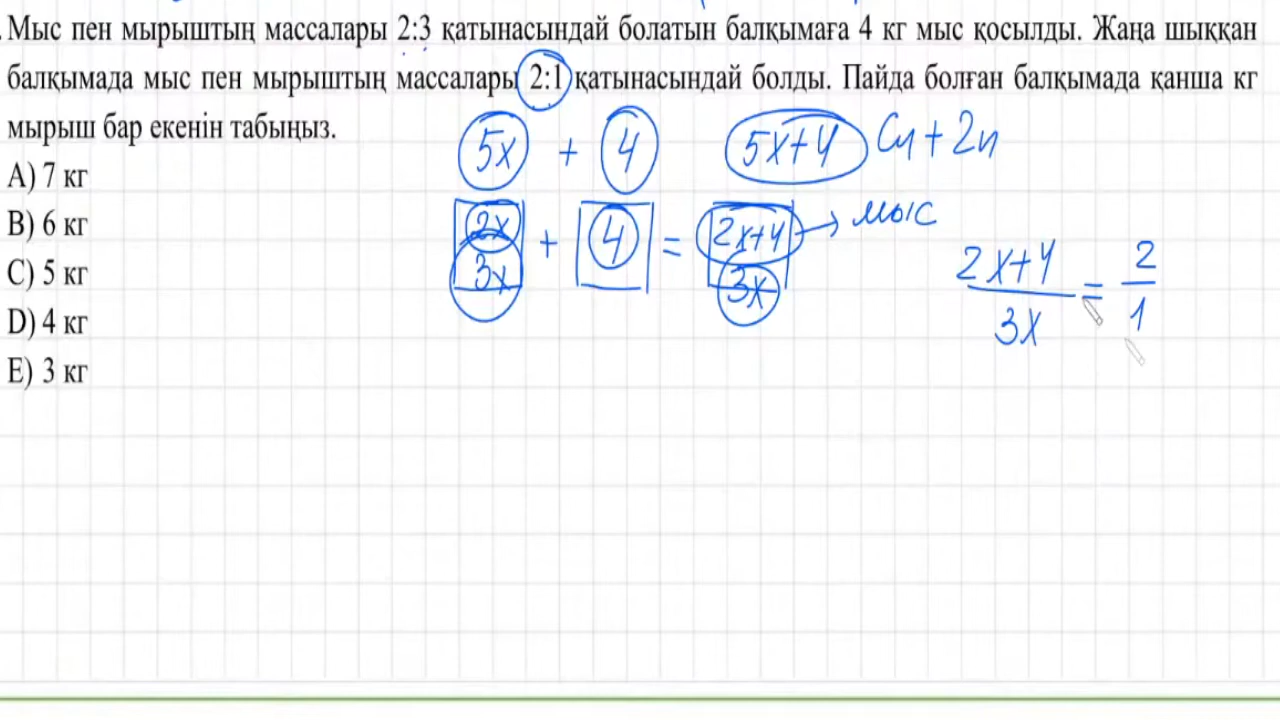 Мыс пен мырыштың массалары 2:3 қатынасындай болатын балқымаға 4 кг мыс қосылды. Жаңа шыққан
балқымада мыс пен мырыштың массалары 2:1 қатынасындай болды. Пайда болған балқымада қанша кг
мырыш бар екенін табыңыз.
5x + 4 5x+4 Cu + Zn
A) 7 кг
2x + 4 = 2x+4 → мыс
B) 6 кг
3x 3x
2x+4 / 3x = 2 / 1
C) 5 кг
D) 4 кг
E) 3 кг